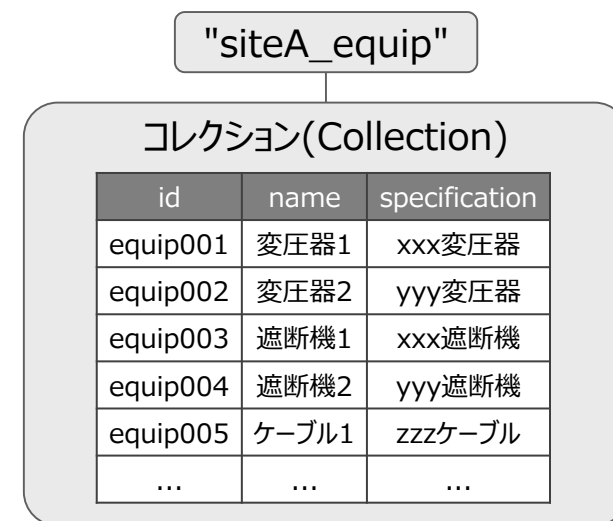 "siteA_equip"
コレクション(Collection)
id name specification
equip001 変圧器1 xxx変圧器
equip002 変圧器2 yyy変圧器
equip003 遮断機1 xxx遮断機
equip004 遮断機2 yyy遮断機
equip005 ケーブル1 zzzケーブル
... ... ...